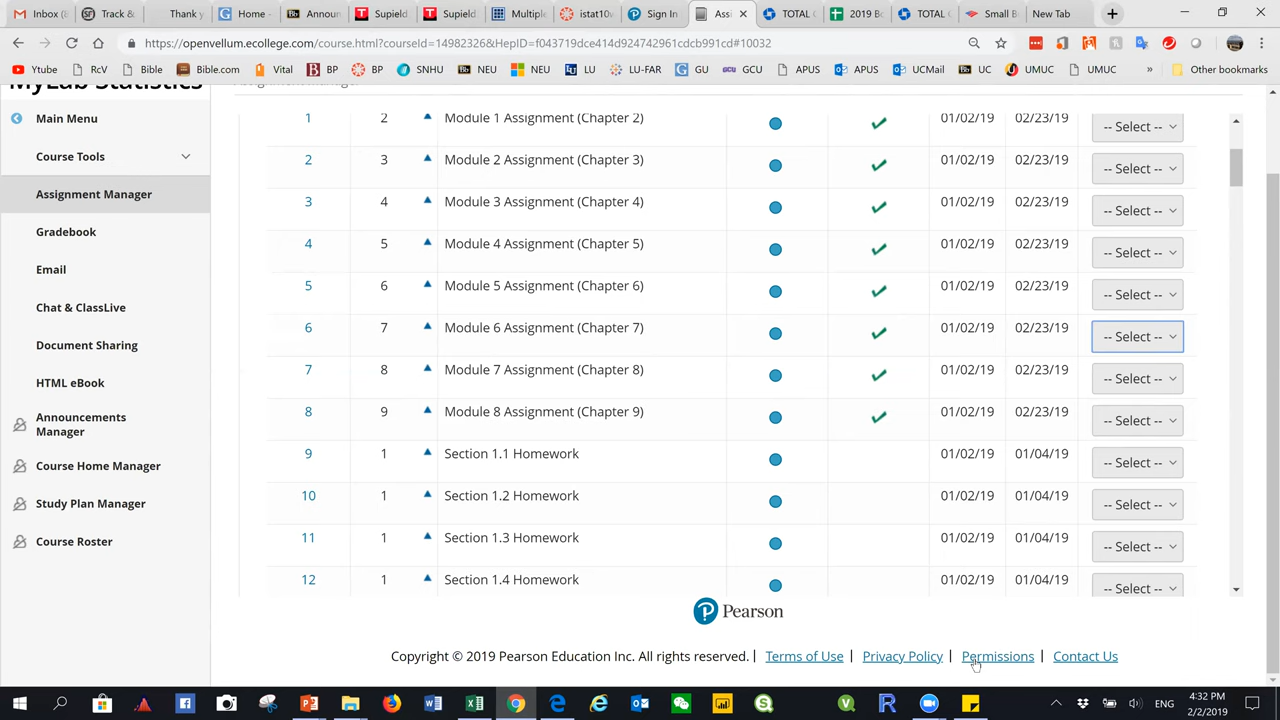 Inbox (
Track &
Thank y
Home -
Announ
Supield
Supield
Multiple
istat10w
Sign In
Assi
TOTAL C
2019 Be
TOTAL C
Small B
New Tab
https://openvellum.ecollege.com/course.html?courseId=14982326&HepID=f043719dce414d924742961cdcb991cd#10032
Ytube
RcV
Bible
Bible.com
Vital
BP
BP
SNHU
NEU
NEU
LU
LU-FAR
GU
GCU
APUS
APUS
UCMail
UC
UMUC
UMUC
»
Other bookmarks
MyLab Statistics
Main Menu
Course Tools
Assignment Manager
Gradebook
Email
Chat & ClassLive
Document Sharing
HTML eBook
Announcements
Manager
Course Home Manager
Study Plan Manager
Course Roster
Assignment Manager
1 2 Module 1 Assignment (Chapter 2) 01/02/19 02/23/19 -- Select --
2 3 Module 2 Assignment (Chapter 3) 01/02/19 02/23/19 -- Select --
3 4 Module 3 Assignment (Chapter 4) 01/02/19 02/23/19 -- Select --
4 5 Module 4 Assignment (Chapter 5) 01/02/19 02/23/19 -- Select --
5 6 Module 5 Assignment (Chapter 6) 01/02/19 02/23/19 -- Select --
6 7 Module 6 Assignment (Chapter 7) 01/02/19 02/23/19 -- Select --
7 8 Module 7 Assignment (Chapter 8) 01/02/19 02/23/19 -- Select --
8 9 Module 8 Assignment (Chapter 9) 01/02/19 02/23/19 -- Select --
9 1 Section 1.1 Homework 01/02/19 01/04/19 -- Select --
10 1 Section 1.2 Homework 01/02/19 01/04/19 -- Select --
11 1 Section 1.3 Homework 01/02/19 01/04/19 -- Select --
12 1 Section 1.4 Homework 01/02/19 01/04/19 -- Select --
Pearson
Copyright © 2019 Pearson Education Inc. All rights reserved. | Terms of Use | Privacy Policy | Permissions | Contact Us
ENG
4:32 PM
2/2/2019